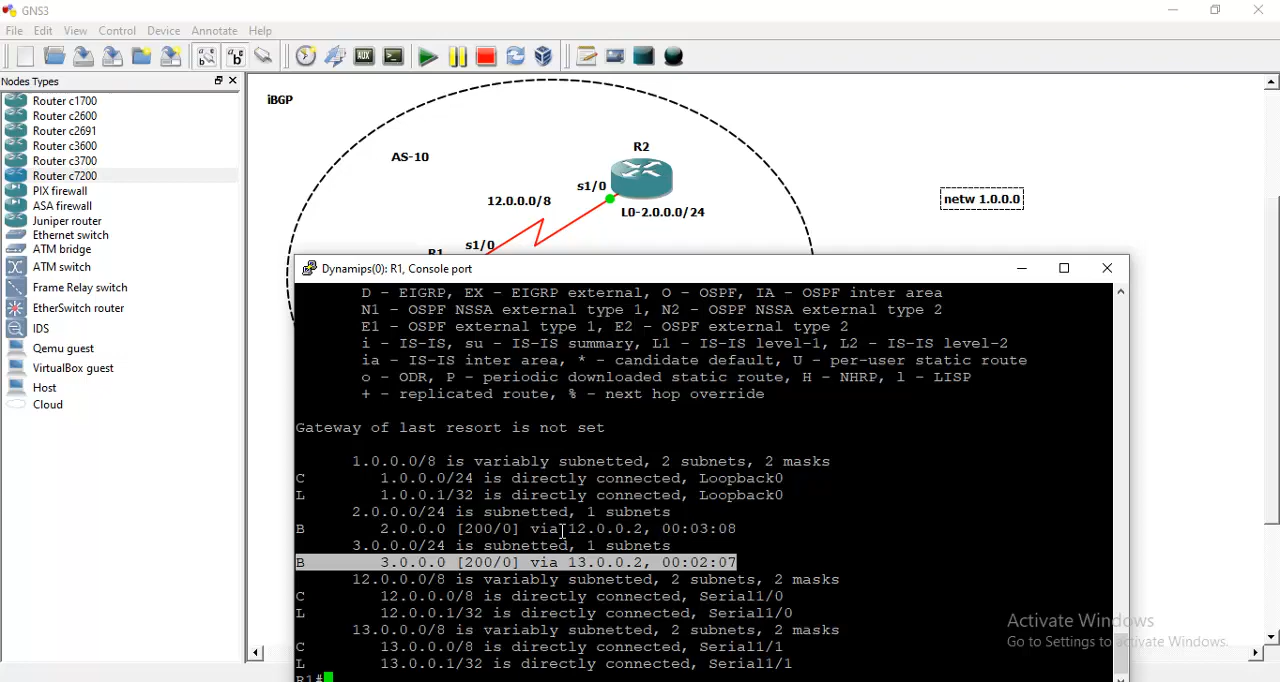 GNS3
File Edit View Control Device Annotate Help
Nodes Types
Router c1700
Router c2600
Router c2691
Router c3600
Router c3700
Router c7200
PIX firewall
ASA firewall
Juniper router
Ethernet switch
ATM bridge
ATM switch
Frame Relay switch
EtherSwitch router
IDS
Qemu guest
VirtualBox guest
Host
Cloud
iBGP
AS-10
R2
s1/0
12.0.0.0/8
L0-2.0.0.0/24
netw 1.0.0.0
s1/0
R1
Dynamips(0): R1, Console port
D - EIGRP, EX - EIGRP external, O - OSPF, IA - OSPF inter area
N1 - OSPF NSSA external type 1, N2 - OSPF NSSA external type 2
E1 - OSPF external type 1, E2 - OSPF external type 2
i - IS-IS, su - IS-IS summary, L1 - IS-IS level-1, L2 - IS-IS level-2
ia - IS-IS inter area, * - candidate default, U - per-user static route
o - ODR, P - periodic downloaded static route, H - NHRP, l - LISP
+ - replicated route, % - next hop override
Gateway of last resort is not set
1.0.0.0/8 is variably subnetted, 2 subnets, 2 masks
C 1.0.0.0/24 is directly connected, Loopback0
L 1.0.0.1/32 is directly connected, Loopback0
2.0.0.0/24 is subnetted, 1 subnets
B 2.0.0.0 [200/0] via 12.0.0.2, 00:03:08
3.0.0.0/24 is subnetted, 1 subnets
B 3.0.0.0 [200/0] via 13.0.0.2, 00:02:07
12.0.0.0/8 is variably subnetted, 2 subnets, 2 masks
C 12.0.0.0/8 is directly connected, Serial1/0
L 12.0.0.1/32 is directly connected, Serial1/0
13.0.0.0/8 is variably subnetted, 2 subnets, 2 masks
C 13.0.0.0/8 is directly connected, Serial1/1
L 13.0.0.1/32 is directly connected, Serial1/1
R1#
Activate Windows
Go to Settings to activate Windows.